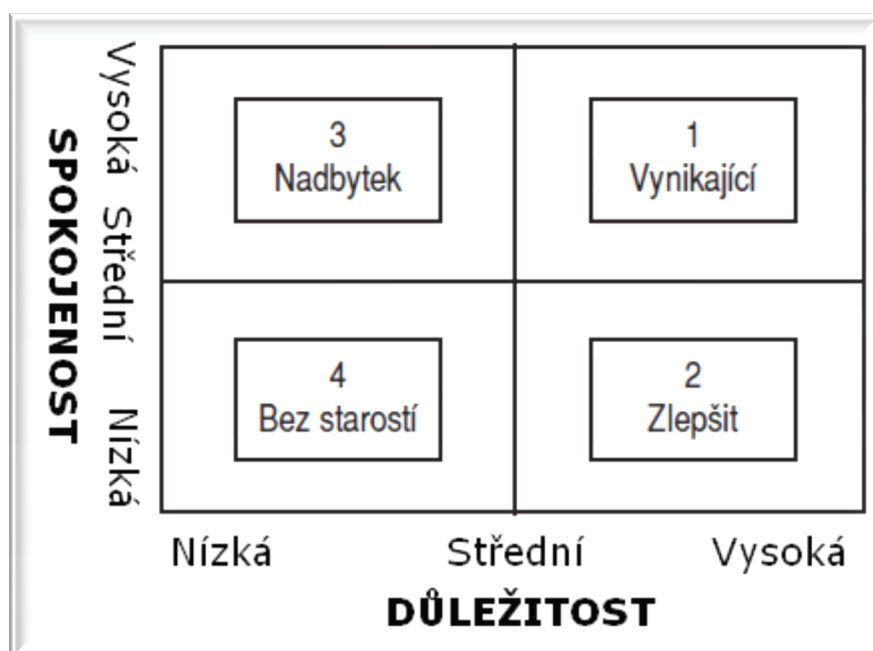 SPOKOJENOST
Vysoká
Střední
Nízká
3
Nadbytek
1
Vynikající
4
Bez starostí
2
Zlepšit
Nízká
Střední
Vysoká
DŮLEŽITOST